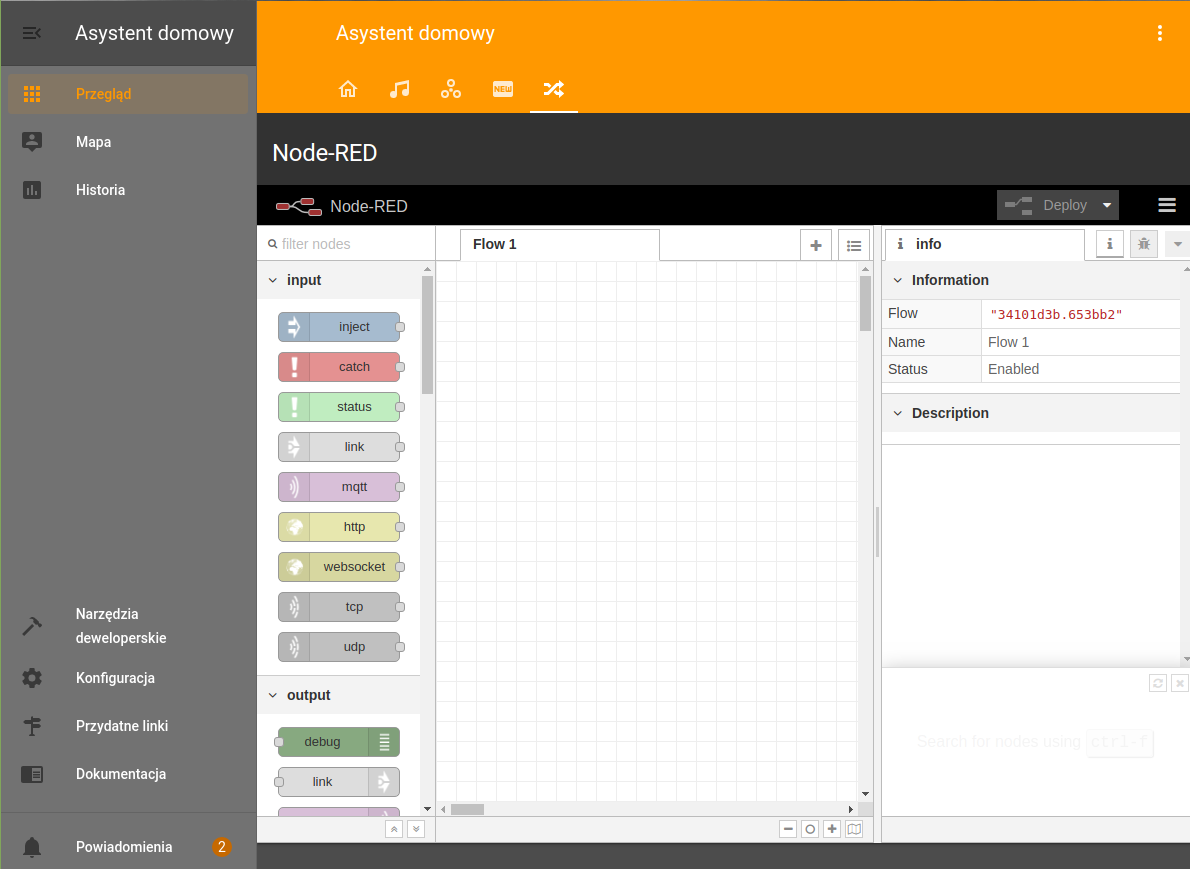 Asystent domowy
Przegląd
Mapa
Historia
Narzędzia
deweloperskie
Konfiguracja
Przydatne linki
Dokumentacja
Powiadomienia 2
Asystent domowy
NEW
Node-RED
Node-RED
Deploy
filter nodes
input
inject
catch
status
link
mqtt
http
websocket
tcp
udp
output
debug
link
Flow 1
info
Information
Flow "34101d3b.653bb2"
Name Flow 1
Status Enabled
Description
Search for nodes using ctrl-f